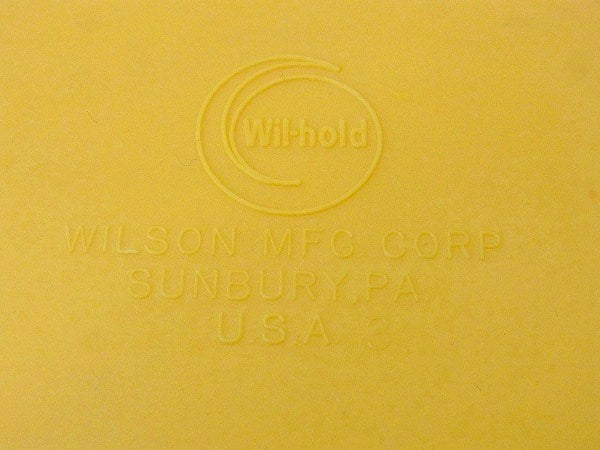 Wil-hold
WILSON MFG CORP.
SUNBURY, PA.
U.S.A. 3